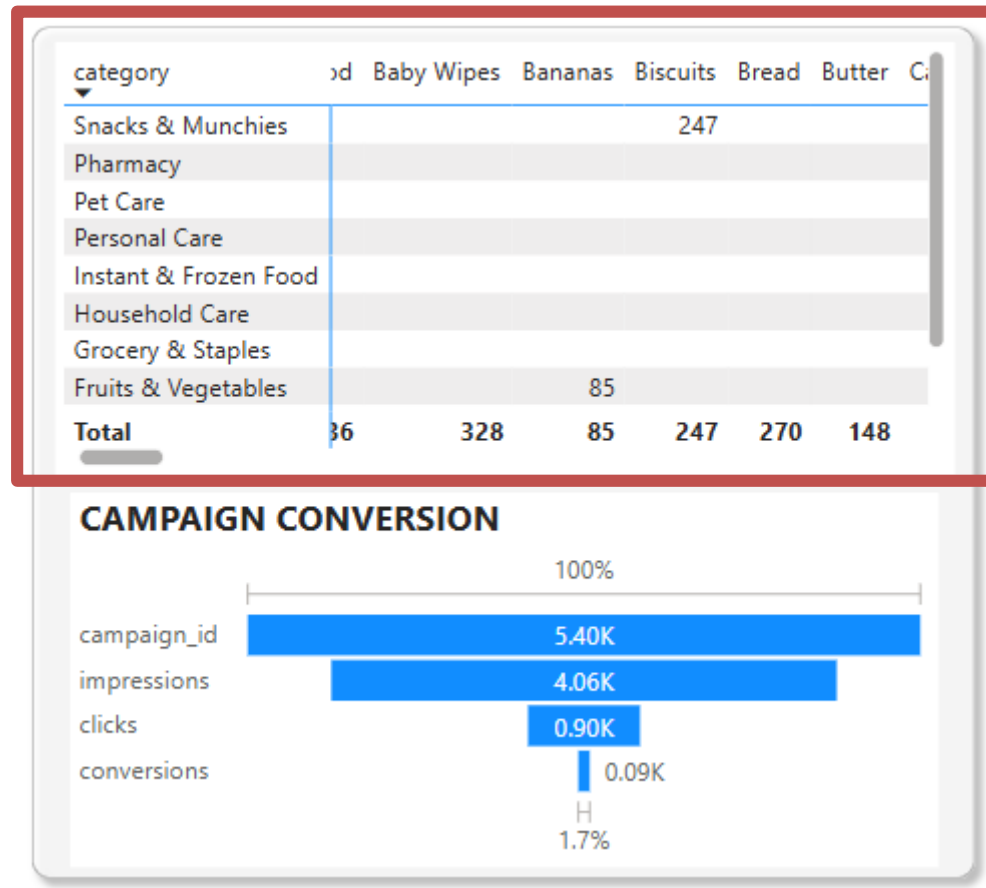 category od Baby Wipes Bananas Biscuits Bread Butter
Snacks & Munchies 247
Pharmacy
Pet Care
Personal Care
Instant & Frozen Food
Household Care
Grocery & Staples
Fruits & Vegetables 85
Total 36 328 85 247 270 148
CAMPAIGN CONVERSION
100%
campaign_id 5.40K
impressions 4.06K
clicks 0.90K
conversions 0.09K
1.7%